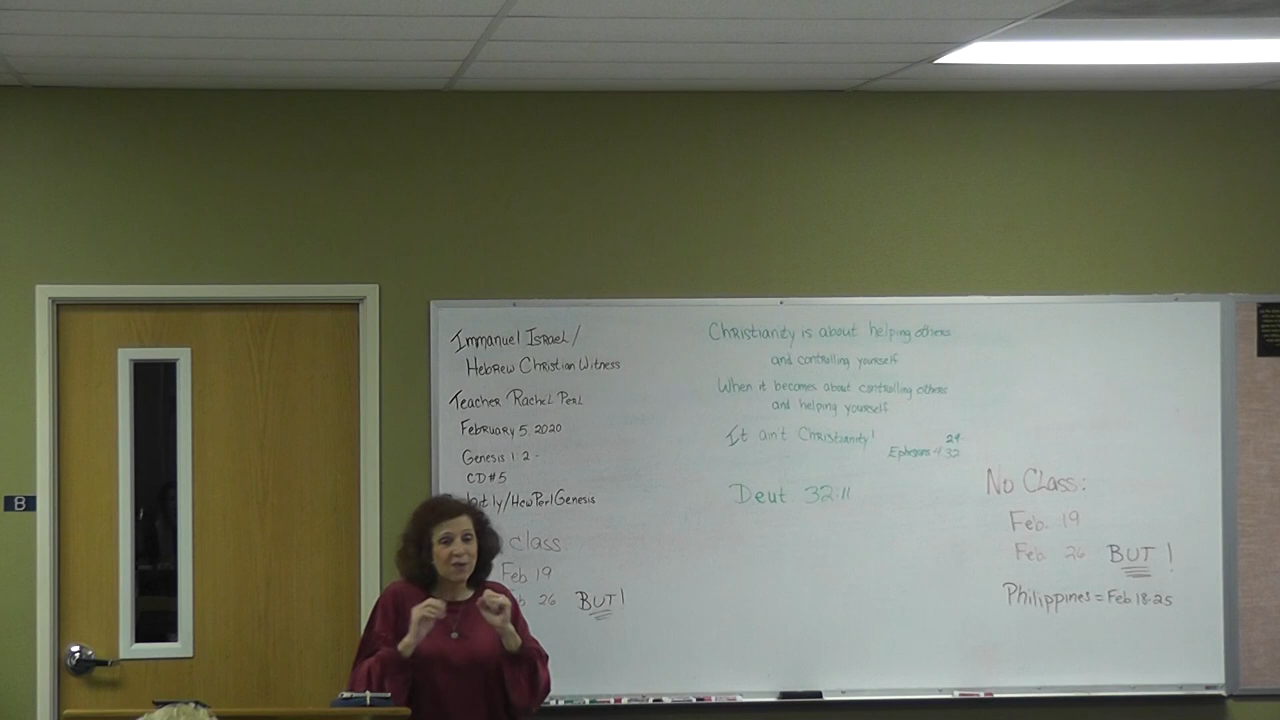 B
Immanuel Israel/
Hebrew Christian Witness
Teacher Rachel Perl
February 5, 2020
Genesis 1:2-
CD#5
bit.ly/HcwPerlGenesis
class
Feb 19
26 BUT!
Christianity is about helping others
and controlling yourself
When it becomes about controlling others
and helping yourself
It ain't Christianity!
Ephesians 4 29-
32
Deut. 32:11
No Class:
Feb. 19
Feb 26 BUT!
Philippines = Feb 18-25